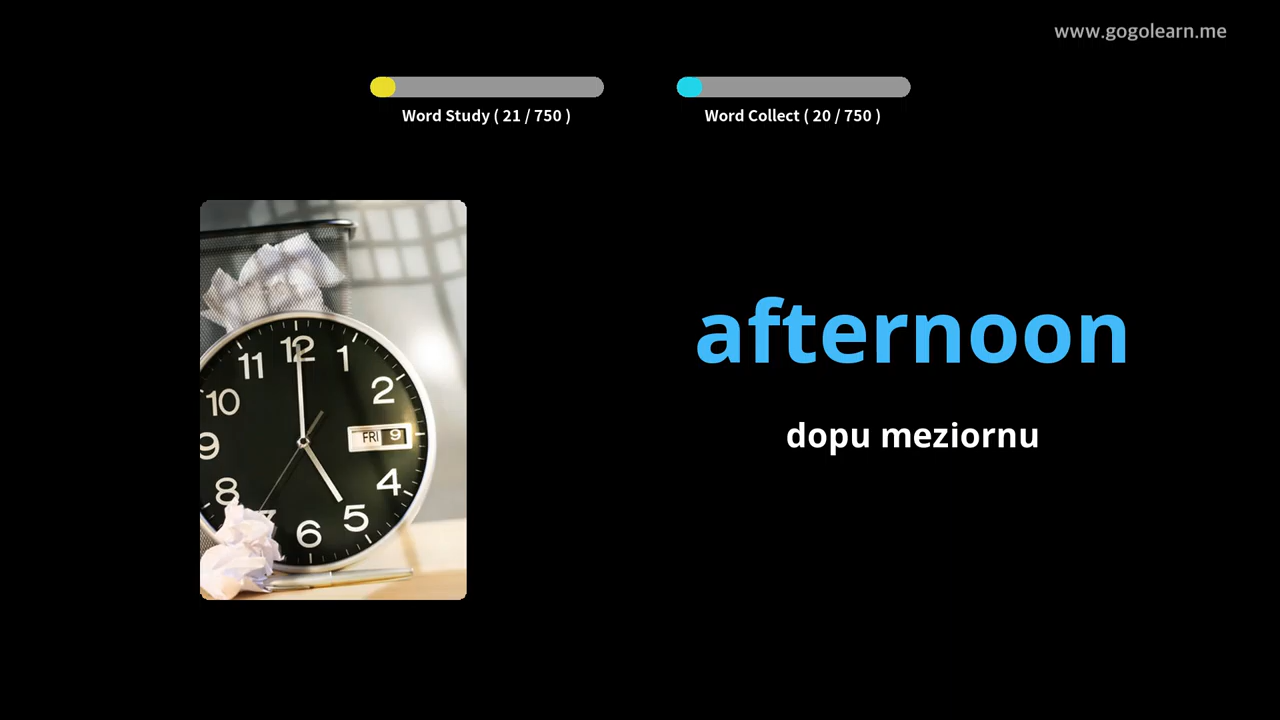 www.gogolearn.me
Word Study ( 21 / 750 )
Word Collect ( 20 / 750 )
afternoon
dopu meziornu
12
11
1
10
2
9
FRI 9
8
4
7
5
6